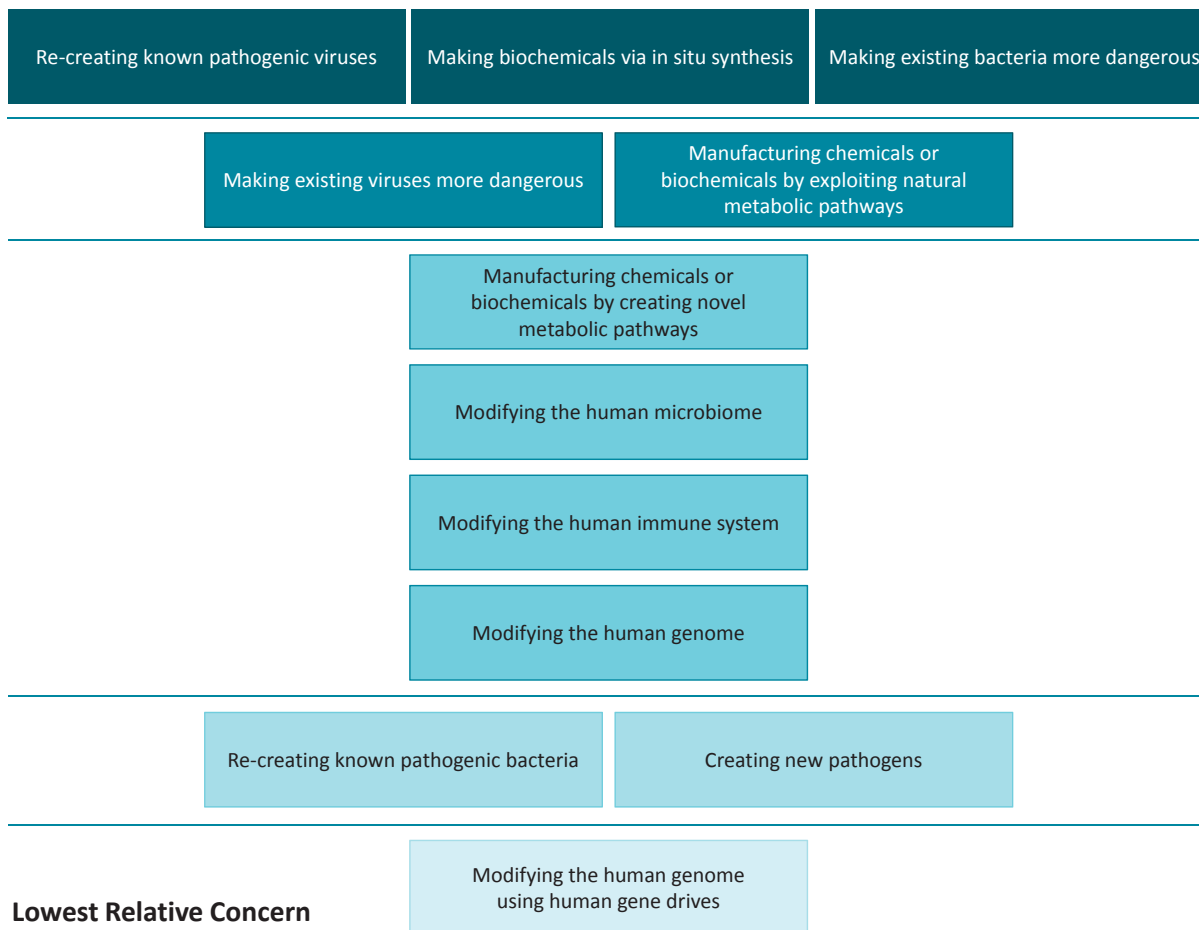 Re-creating known pathogenic viruses
Making biochemicals via in situ synthesis
Making existing bacteria more dangerous
Making existing viruses more dangerous
Manufacturing chemicals or
biochemicals by exploiting natural
metabolic pathways
Manufacturing chemicals or
biochemicals by creating novel
metabolic pathways
Modifying the human microbiome
Modifying the human immune system
Modifying the human genome
Re-creating known pathogenic bacteria
Creating new pathogens
Modifying the human genome
using human gene drives
Lowest Relative Concern